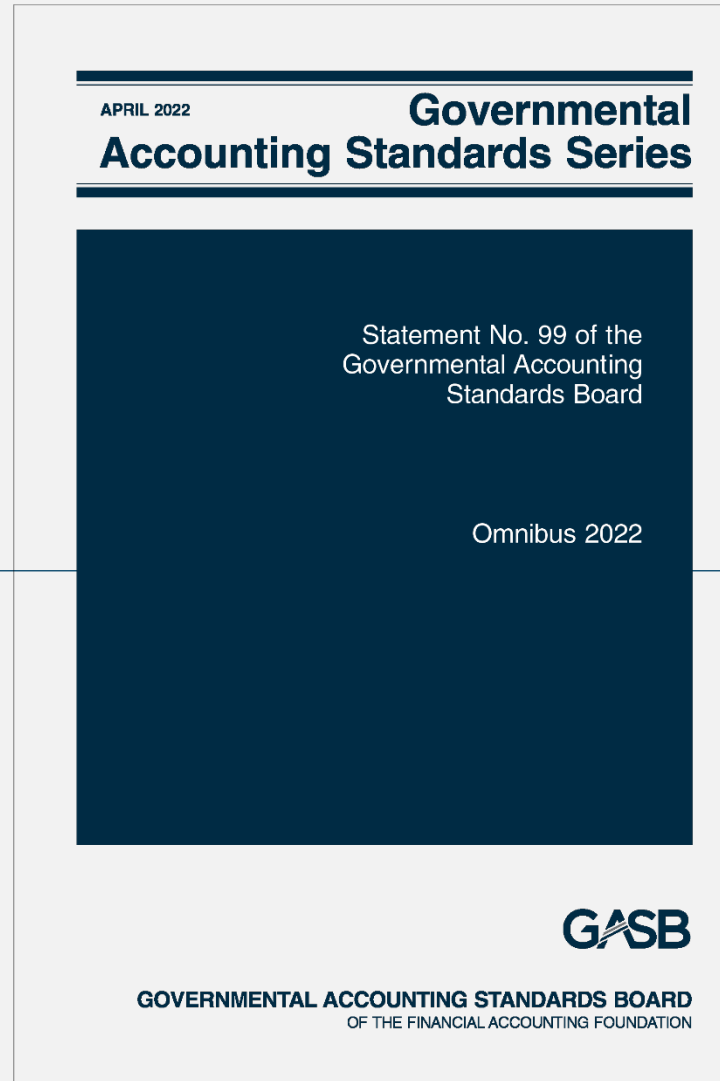 APRIL 2022
Governmental
Accounting Standards Series
Statement No. 99 of the
Governmental Accounting
Standards Board
Omnibus 2022
GASB
GOVERNMENTAL ACCOUNTING STANDARDS BOARD
OF THE FINANCIAL ACCOUNTING FOUNDATION